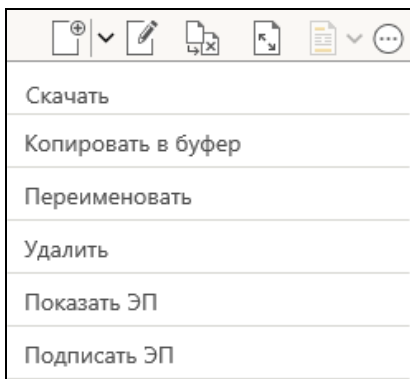 Скачать
Копировать в буфер
Переименовать
Удалить
Показать ЭП
Подписать ЭП